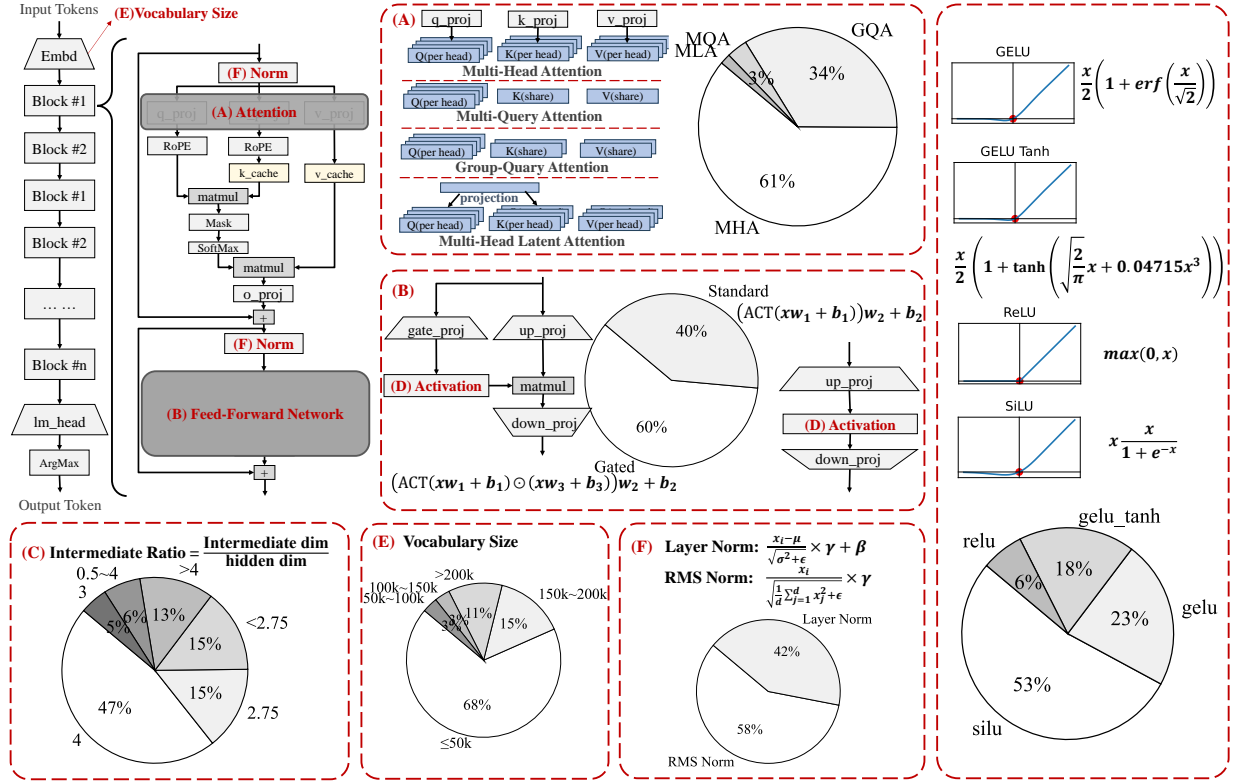 Input Tokens
(E)Vocabulary Size
Embd
Block #1
Block #2
Block #1
Block #2
... ...
Block #n
lm_head
ArgMax
Output Token
(F) Norm
q_proj
v_proj
(A) Attention
RoPE
RoPE
k_cache
v_cache
matmul
Mask
SoftMax
matmul
o_proj
+
(F) Norm
(B) Feed-Forward Network
+
(A)
q_proj
k_proj
v_proj
Q(per head)
K(per head)
V(per head)
Multi-Head Attention
Q(per head)
K(share)
V(share)
Multi-Query Attention
Q(per head)
K(share)
V(share)
Group-Quary Attention
projection
Q(per head)
K(per head)
V(per head)
Multi-Head Latent Attention
MQA
MLA
GQA
3%
34%
61%
MHA
(B)
gate_proj
up_proj
(D) Activation
matmul
down_proj
Standard
(ACT(xw₁ + b₁))w₂ + b₂
40%
60%
Gated
(ACT(xw₁ + b₁)⊙(xw₃ + b₃))w₂ + b₂
up_proj
(D) Activation
down_proj
GELU
x/2(1 + erf(x/√2))
GELU Tanh
x/2(1 + tanh((√(2/π)x + 0.04715x³)))
ReLU
max(0, x)
SiLU
x x/(1 + e⁻ˣ)
relu
gelu_tanh
gelu
silu
6%
18%
23%
53%
(C) Intermediate Ratio = Intermediate dim / hidden dim
0.5~4
>4
3
<2.75
2.75
4
5%
6%
13%
15%
15%
47%
(E) Vocabulary Size
>200k
100k~150k
50k~100k
150k~200k
3%
3%
11%
15%
68%
≤50k
(F) Layer Norm: (xᵢ−μ)/√(σ²+ϵ) × γ + β
RMS Norm: xᵢ/√(1/d ∑ᵈⱼ₌₁ xⱼ²+ϵ) × γ
Layer Norm
42%
58%
RMS Norm